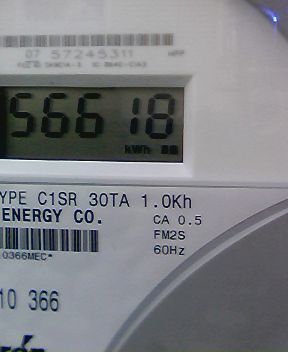 07 57245311
56618
kWh
YPE C1SR 30TA 1.0Kh
ENERGY CO.
CA 0.5
FM2S
60Hz
0366MEC*
10 366
rón